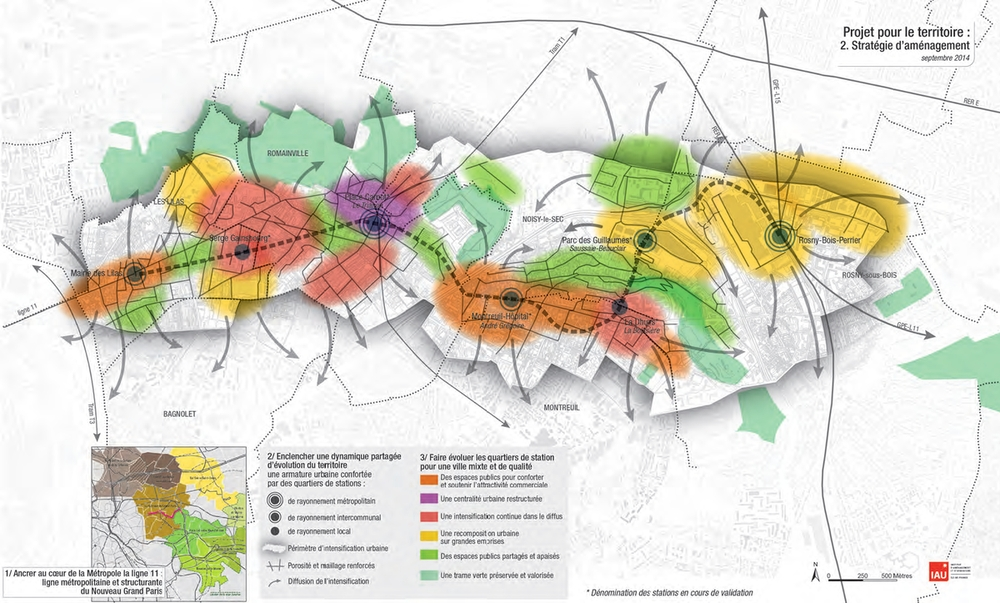 Projet pour le territoire :
2. Stratégie d'aménagement
septembre 2014
Tram T1
GPE -L15
RER E
ROMAINVILLE
LES LILAS
NOISY-le-SEC
Serge Gainsbourg*
Parc des Guillaumes*
Saussaie-Beauclair
Rosny-Bois-Perrier
Mairie des Lilas
ROSNY-sous-BOIS
ligne 11
Montreuil-Hôpital*
André Grégoire
La Dhuys*
La Boissière
GPE-L11
Tram T3
BAGNOLET
MONTREUIL
1/ Ancrer au cœur de la Métropole la ligne 11 :
ligne métropolitaine et structurante
du Nouveau Grand Paris
2/ Enclencher une dynamique partagée
d'évolution du territoire
une armature urbaine confortée
par des quartiers de stations :
de rayonnement métropolitain
de rayonnement intercommunal
de rayonnement local
Périmètre d'intensification urbaine
Porosité et maillage renforcés
Diffusion de l'intensification
3/ Faire évoluer les quartiers de station
pour une ville mixte et de qualité
Des espaces publics pour conforter
et soutenir l'attractivité commerciale
Une centralité urbaine restructurée
Une intensification continue dans le diffus
Une recomposition urbaine
sur grandes emprises
Des espaces publics partagés et apaisés
Une trame verte préservée et valorisée
* Dénomination des stations en cours de validation
N
0 250 500 Mètres
IAU